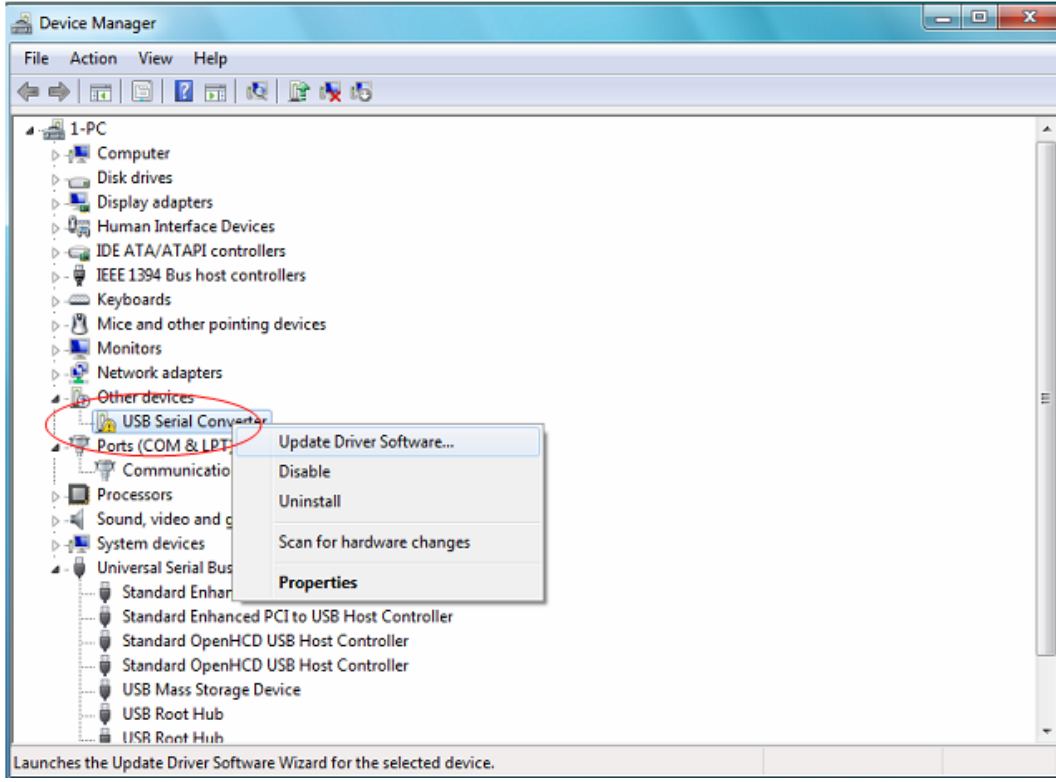 Device Manager
File Action View Help
1-PC
Computer
Disk drives
Display adapters
Human Interface Devices
IDE ATA/ATAPI controllers
IEEE 1394 Bus host controllers
Keyboards
Mice and other pointing devices
Monitors
Network adapters
Other devices
USB Serial Converter
Ports (COM & LPT)
Update Driver Software...
Communicatio
Disable
Processors
Uninstall
Sound, video and g
System devices
Scan for hardware changes
Universal Serial Bus
Properties
Standard Enhan
Standard Enhanced PCI to USB Host Controller
Standard OpenHCD USB Host Controller
Standard OpenHCD USB Host Controller
USB Mass Storage Device
USB Root Hub
USB Root Hub
Launches the Update Driver Software Wizard for the selected device.